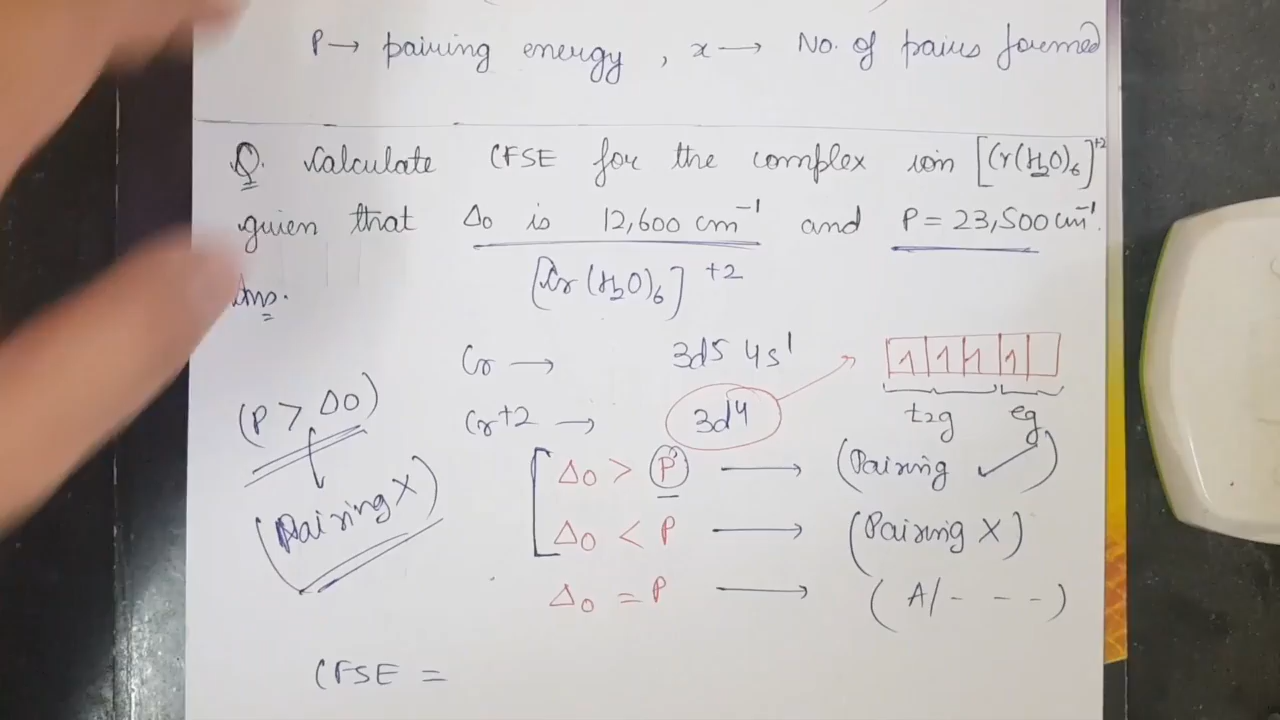 P → pairing energy , x → No. of pairs formed
Q. Calculate CFSE for the complex ion [Cr(H2O)6]+2
given that Δo is 12,600 cm-1 and P = 23,500 cm-1.
Ans. [Cr(H2O)6]+2
Cr → 3d5 4s1
1 1 1 1
(P > Δo) Cr+2 → 3d4 t2g eg
Δo > P → (Pairing ✓)
(Pairing X) Δo < P → (Pairing X)
Δo = P → (A/- - -)
CFSE =